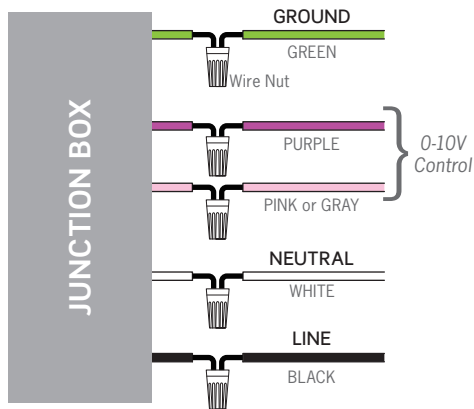 JUNCTION BOX
GROUND
GREEN
Wire Nut
PURPLE
0-10V
Control
PINK or GRAY
NEUTRAL
WHITE
LINE
BLACK